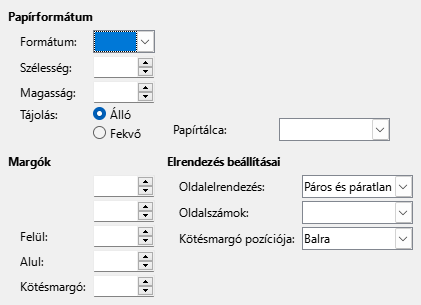 Papírformátum
Formátum:
Szélesség:
Magasság:
Tájolás:
Álló
Fekvő
Papírtálca:
Margók
Elrendezés beállításai
Oldalelrendezés: Páros és páratlan
Oldalszámok:
Felül:
Kötésmargó pozíciója: Balra
Alul:
Kötésmargó: